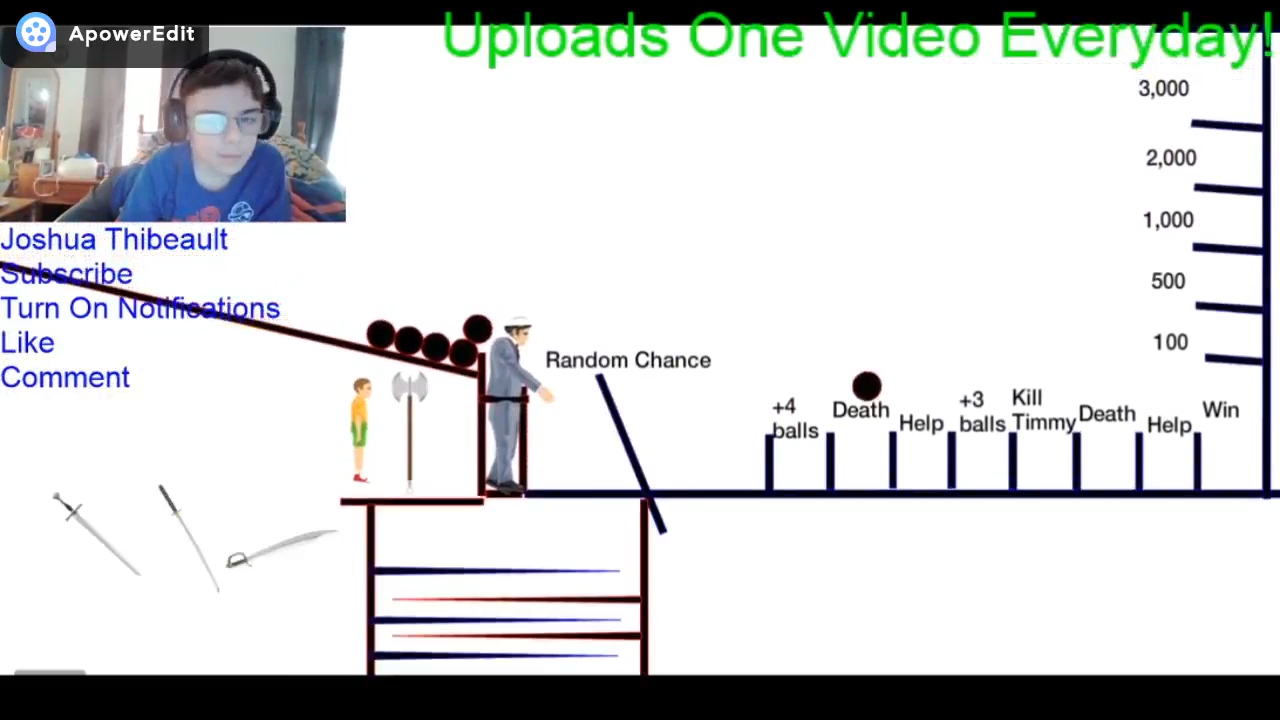 ApowerEdit
Uploads One Video Everyday!
Joshua Thibeault
Subscribe
Turn On Notifications
Like
Comment
3,000
2,000
1,000
500
100
Random Chance
+4
balls
Death
Help
+3
balls
Kill
Timmy
Death
Help
Win